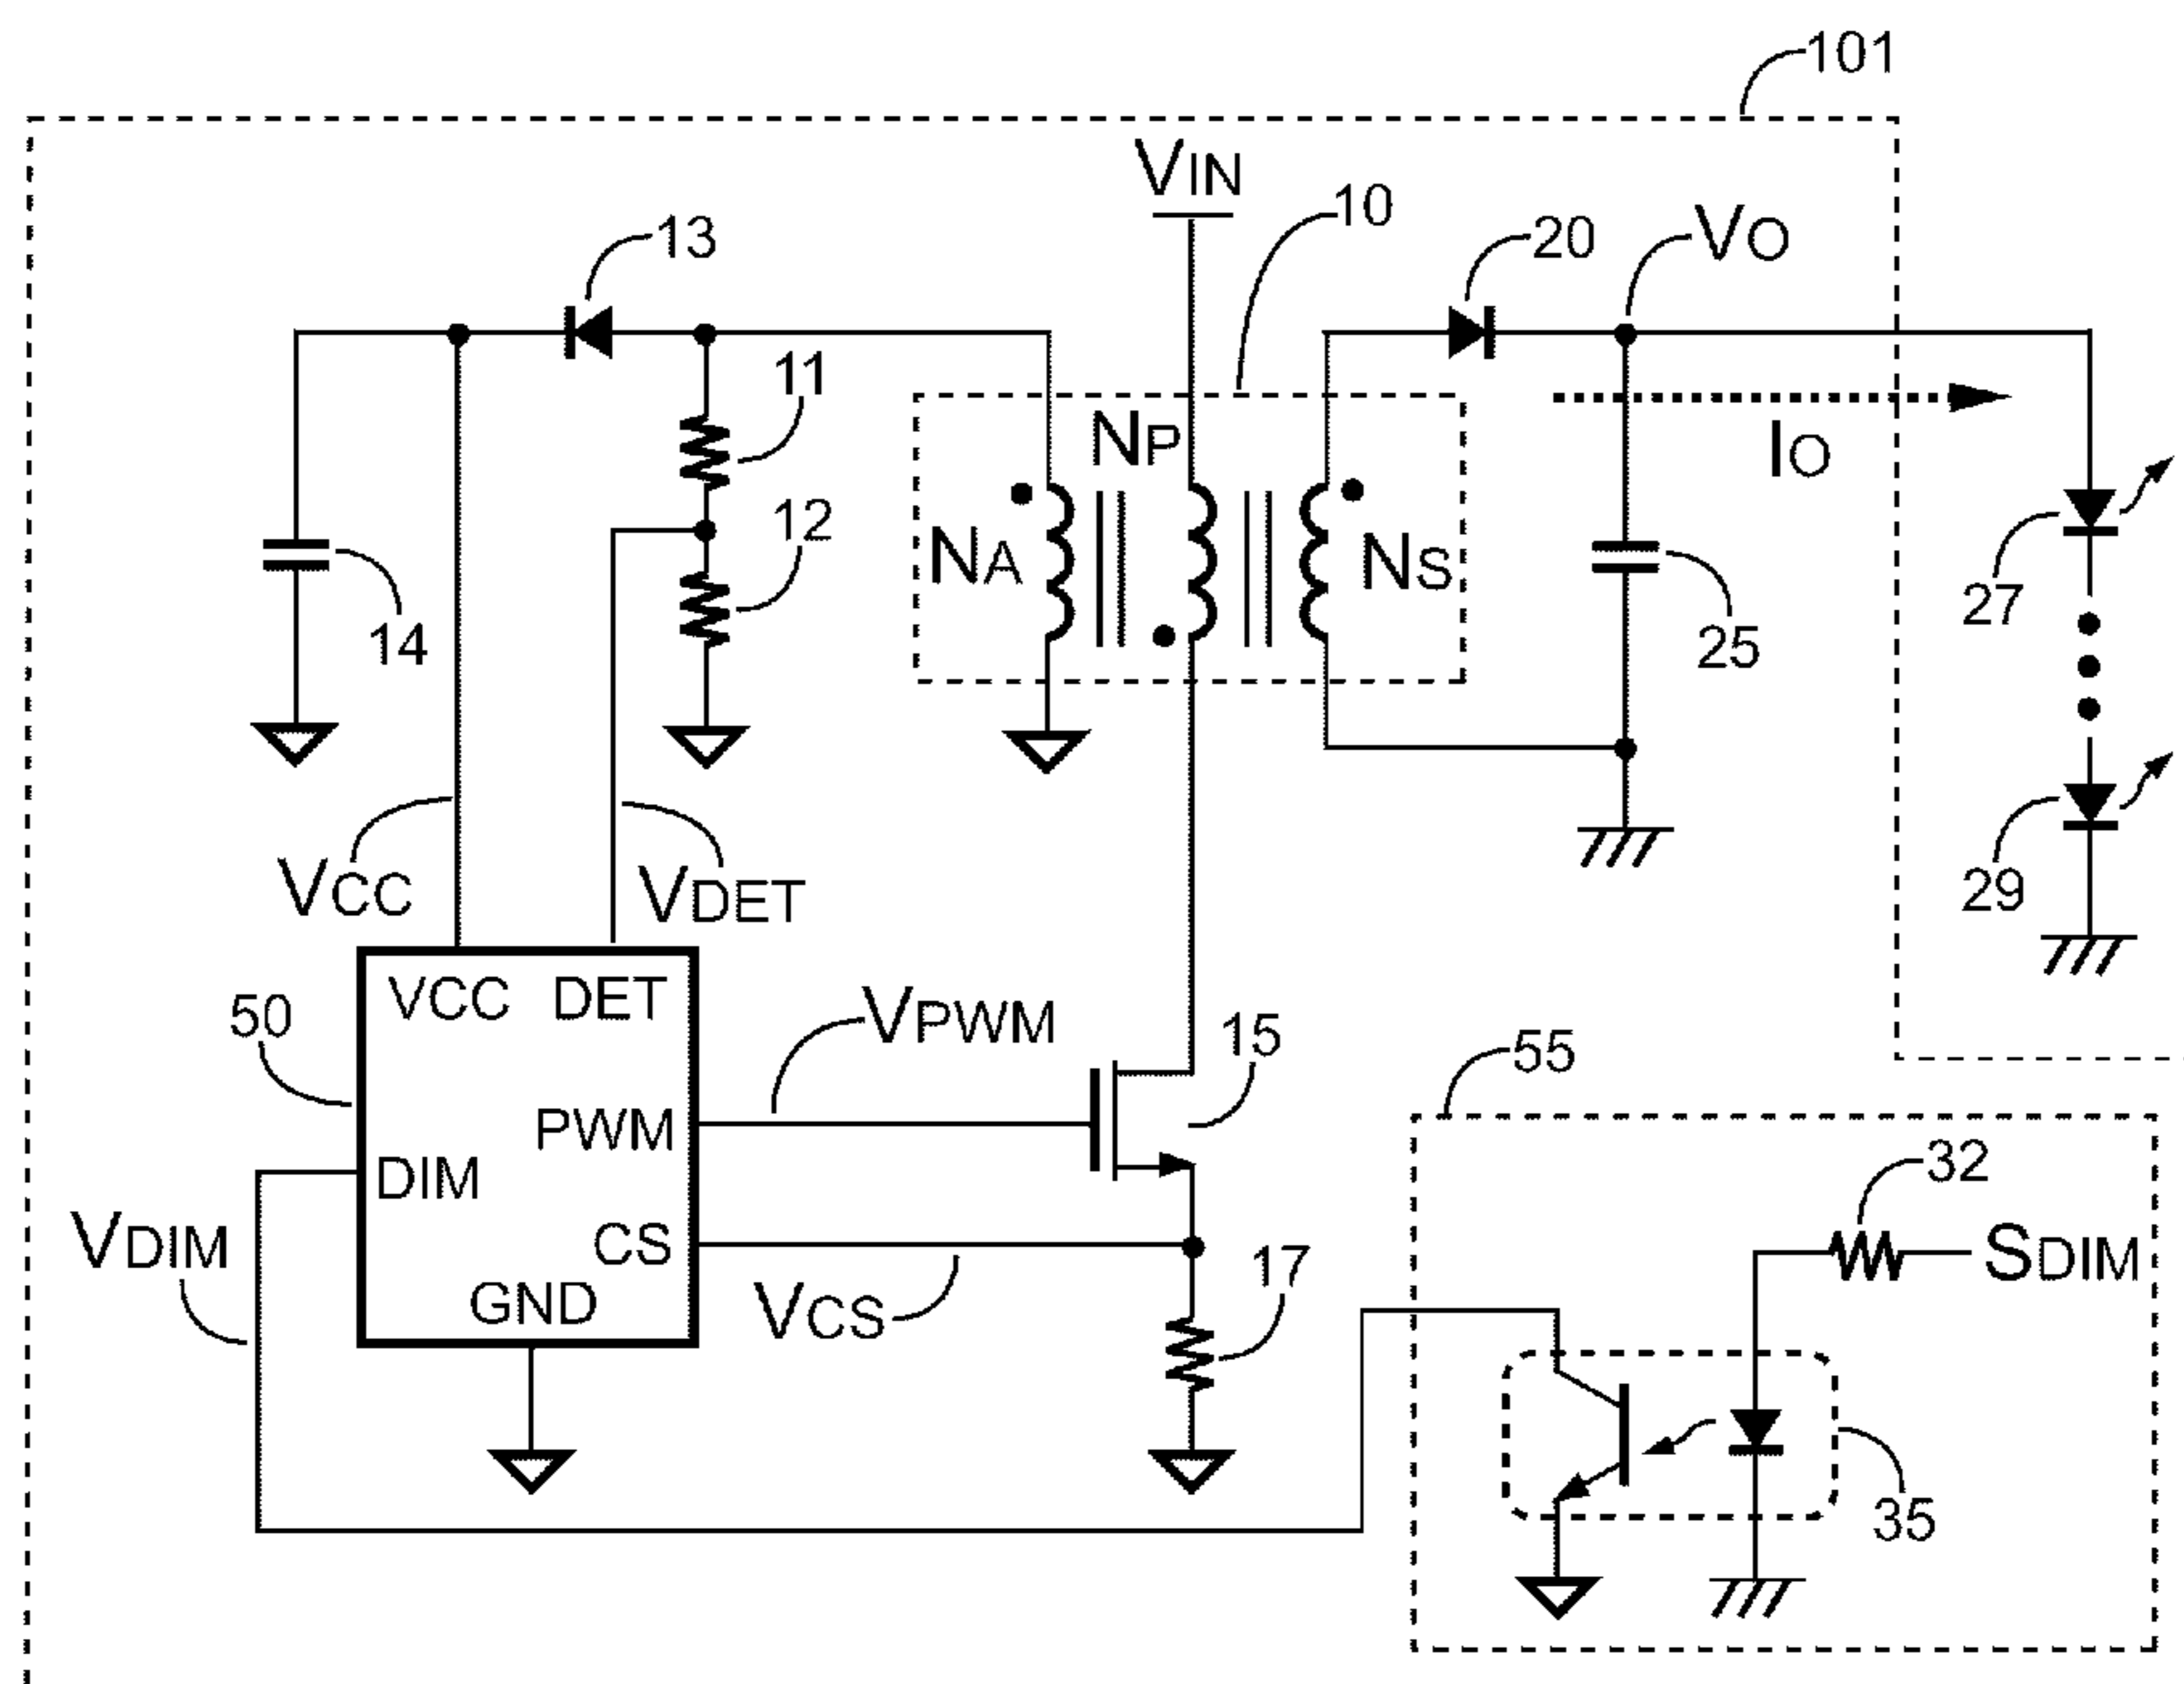 101
VIN
10
13
20
VO
11
NP
IO
12
NA
NS
27
14
25
VCC
VDET
29
VCC DET
50
VPWM
15
55
PWM
DIM
32
VDIM
CS
SDIM
17
GND
VCS
35